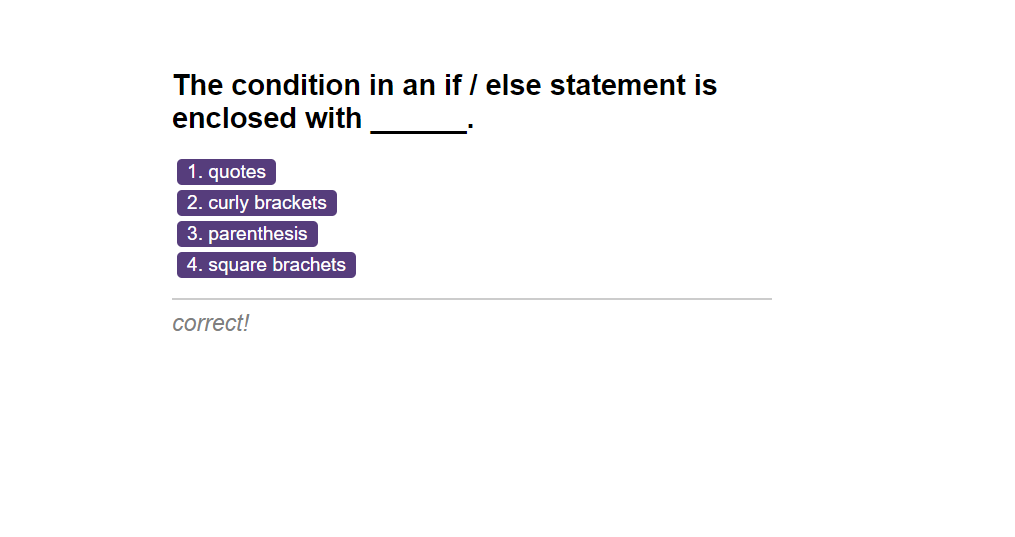 The condition in an if / else statement is
enclosed with ______.
1. quotes
2. curly brackets
3. parenthesis
4. square brachets
correct!